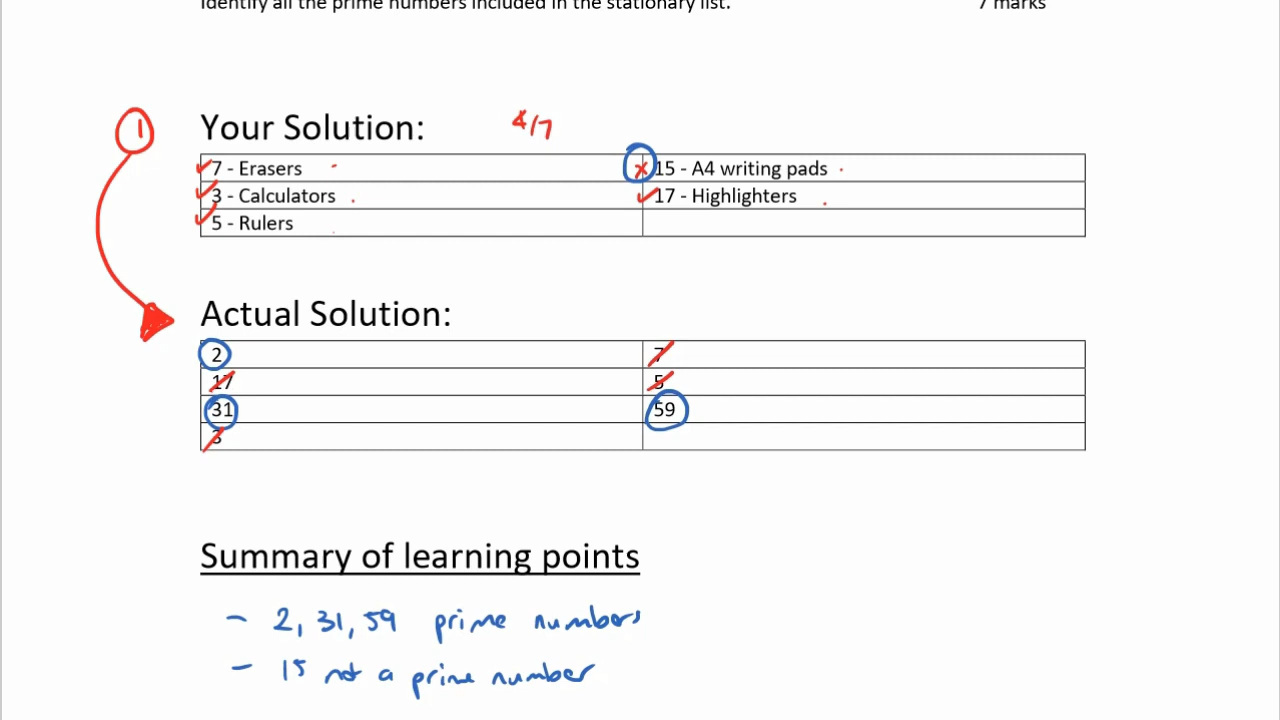 Identify all the prime numbers included in the stationary list. 7 marks
1
Your Solution: 4/7
7 - Erasers 15 - A4 writing pads
3 - Calculators 17 - Highlighters
5 - Rulers
Actual Solution:
2 7
17 5
31 59
3
Summary of learning points
- 2, 31, 59 prime numbers
- 15 not a prime number